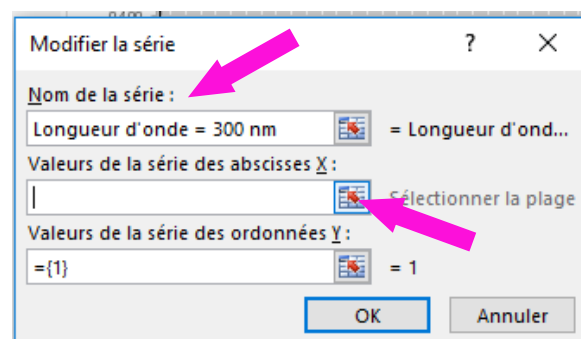 Modifier la série ? ×
Nom de la série :
Longueur d'onde = 300 nm = Longueur d'ond...
Valeurs de la série des abscisses X :
Sélectionner la plage
Valeurs de la série des ordonnées Y :
={1} = 1
OK Annuler